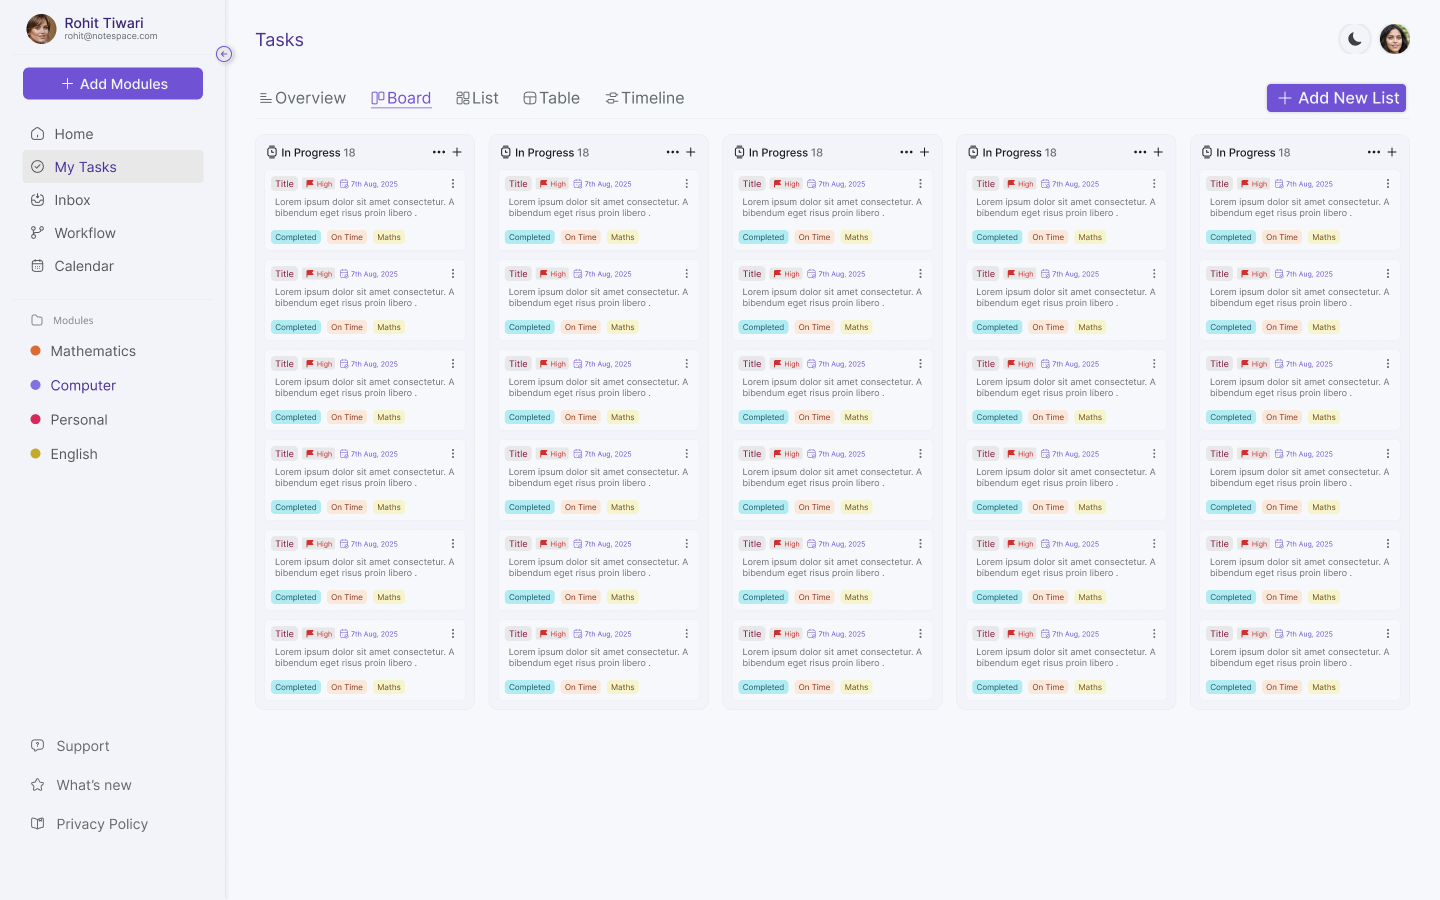 Rohit Tiwari
rohit@notespace.com
Add Modules
Home
My Tasks
Inbox
Workflow
Calendar
Modules
Mathematics
Computer
Personal
English
Support
What's new
Privacy Policy
Tasks
Overview Board List Table Timeline
Add New List
In Progress 18
Title High 7th Aug, 2025
Lorem ipsum dolor sit amet consectetur. A
bibendum eget risus proin libero .
Completed On Time Maths
Title High 7th Aug, 2025
Lorem ipsum dolor sit amet consectetur. A
bibendum eget risus proin libero .
Completed On Time Maths
Title High 7th Aug, 2025
Lorem ipsum dolor sit amet consectetur. A
bibendum eget risus proin libero .
Completed On Time Maths
Title High 7th Aug, 2025
Lorem ipsum dolor sit amet consectetur. A
bibendum eget risus proin libero .
Completed On Time Maths
Title High 7th Aug, 2025
Lorem ipsum dolor sit amet consectetur. A
bibendum eget risus proin libero .
Completed On Time Maths
Title High 7th Aug, 2025
Lorem ipsum dolor sit amet consectetur. A
bibendum eget risus proin libero .
Completed On Time Maths
In Progress 18
Title High 7th Aug, 2025
Lorem ipsum dolor sit amet consectetur. A
bibendum eget risus proin libero .
Completed On Time Maths
Title High 7th Aug, 2025
Lorem ipsum dolor sit amet consectetur. A
bibendum eget risus proin libero .
Completed On Time Maths
Title High 7th Aug, 2025
Lorem ipsum dolor sit amet consectetur. A
bibendum eget risus proin libero .
Completed On Time Maths
Title High 7th Aug, 2025
Lorem ipsum dolor sit amet consectetur. A
bibendum eget risus proin libero .
Completed On Time Maths
Title High 7th Aug, 2025
Lorem ipsum dolor sit amet consectetur. A
bibendum eget risus proin libero .
Completed On Time Maths
Title High 7th Aug, 2025
Lorem ipsum dolor sit amet consectetur. A
bibendum eget risus proin libero .
Completed On Time Maths
In Progress 18
Title High 7th Aug, 2025
Lorem ipsum dolor sit amet consectetur. A
bibendum eget risus proin libero .
Completed On Time Maths
Title High 7th Aug, 2025
Lorem ipsum dolor sit amet consectetur. A
bibendum eget risus proin libero .
Completed On Time Maths
Title High 7th Aug, 2025
Lorem ipsum dolor sit amet consectetur. A
bibendum eget risus proin libero .
Completed On Time Maths
Title High 7th Aug, 2025
Lorem ipsum dolor sit amet consectetur. A
bibendum eget risus proin libero .
Completed On Time Maths
Title High 7th Aug, 2025
Lorem ipsum dolor sit amet consectetur. A
bibendum eget risus proin libero .
Completed On Time Maths
Title High 7th Aug, 2025
Lorem ipsum dolor sit amet consectetur. A
bibendum eget risus proin libero .
Completed On Time Maths
In Progress 18
Title High 7th Aug, 2025
Lorem ipsum dolor sit amet consectetur. A
bibendum eget risus proin libero .
Completed On Time Maths
Title High 7th Aug, 2025
Lorem ipsum dolor sit amet consectetur. A
bibendum eget risus proin libero .
Completed On Time Maths
Title High 7th Aug, 2025
Lorem ipsum dolor sit amet consectetur. A
bibendum eget risus proin libero .
Completed On Time Maths
Title High 7th Aug, 2025
Lorem ipsum dolor sit amet consectetur. A
bibendum eget risus proin libero .
Completed On Time Maths
Title High 7th Aug, 2025
Lorem ipsum dolor sit amet consectetur. A
bibendum eget risus proin libero .
Completed On Time Maths
Title High 7th Aug, 2025
Lorem ipsum dolor sit amet consectetur. A
bibendum eget risus proin libero .
Completed On Time Maths
In Progress 18
Title High 7th Aug, 2025
Lorem ipsum dolor sit amet consectetur. A
bibendum eget risus proin libero .
Completed On Time Maths
Title High 7th Aug, 2025
Lorem ipsum dolor sit amet consectetur. A
bibendum eget risus proin libero .
Completed On Time Maths
Title High 7th Aug, 2025
Lorem ipsum dolor sit amet consectetur. A
bibendum eget risus proin libero .
Completed On Time Maths
Title High 7th Aug, 2025
Lorem ipsum dolor sit amet consectetur. A
bibendum eget risus proin libero .
Completed On Time Maths
Title High 7th Aug, 2025
Lorem ipsum dolor sit amet consectetur. A
bibendum eget risus proin libero .
Completed On Time Maths
Title High 7th Aug, 2025
Lorem ipsum dolor sit amet consectetur. A
bibendum eget risus proin libero .
Completed On Time Maths